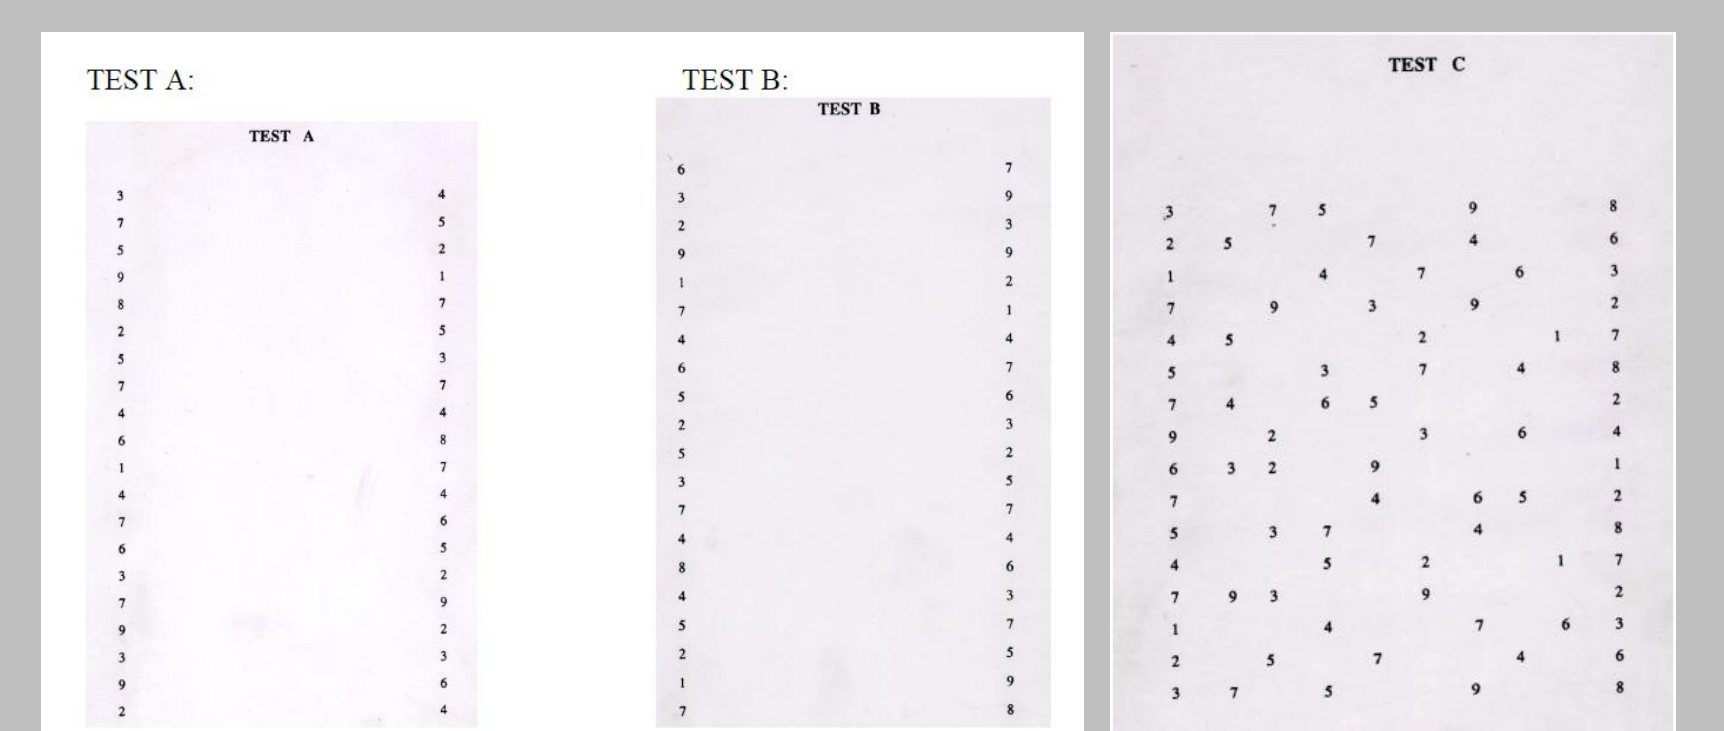 TEST A:
TEST A
3 4
7 5
5 2
9 1
8 7
2 5
5 3
7 7
4 4
6 8
1 7
4 4
7 6
6 5
3 2
7 9
9 2
3 3
9 6
2 4
TEST B:
TEST B
6 7
3 9
2 3
9 9
1 2
7 1
4 4
6 7
5 6
2 3
5 2
3 5
7 7
4 4
8 6
4 3
5 7
2 5
1 9
7 8
TEST C
3 7 5 9 8
2 5 7 4 6
1 4 7 6 3
7 9 3 9 2
4 5 2 1 7
5 3 7 4 8
7 4 6 5 2
9 2 3 6 4
6 3 2 9 1
7 4 6 5 2
5 3 7 4 8
4 5 2 1 7
7 9 3 9 2
1 4 7 6 3
2 5 7 4 6
3 7 5 9 8